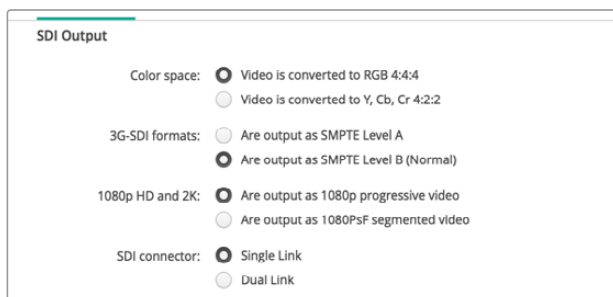 SDI Output
Color space: Video is converted to RGB 4:4:4
Video is converted to Y, Cb, Cr 4:2:2
3G-SDI formats: Are output as SMPTE Level A
Are output as SMPTE Level B (Normal)
1080p HD and 2K: Are output as 1080p progressive video
Are output as 1080PsF segmented video
SDI connector: Single Link
Dual Link